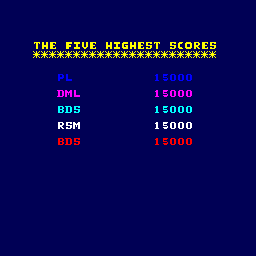 THE FIVE HIGHEST SCORES
***********************
PL 15000
DML 15000
BDS 15000
RSM 15000
BDS 15000